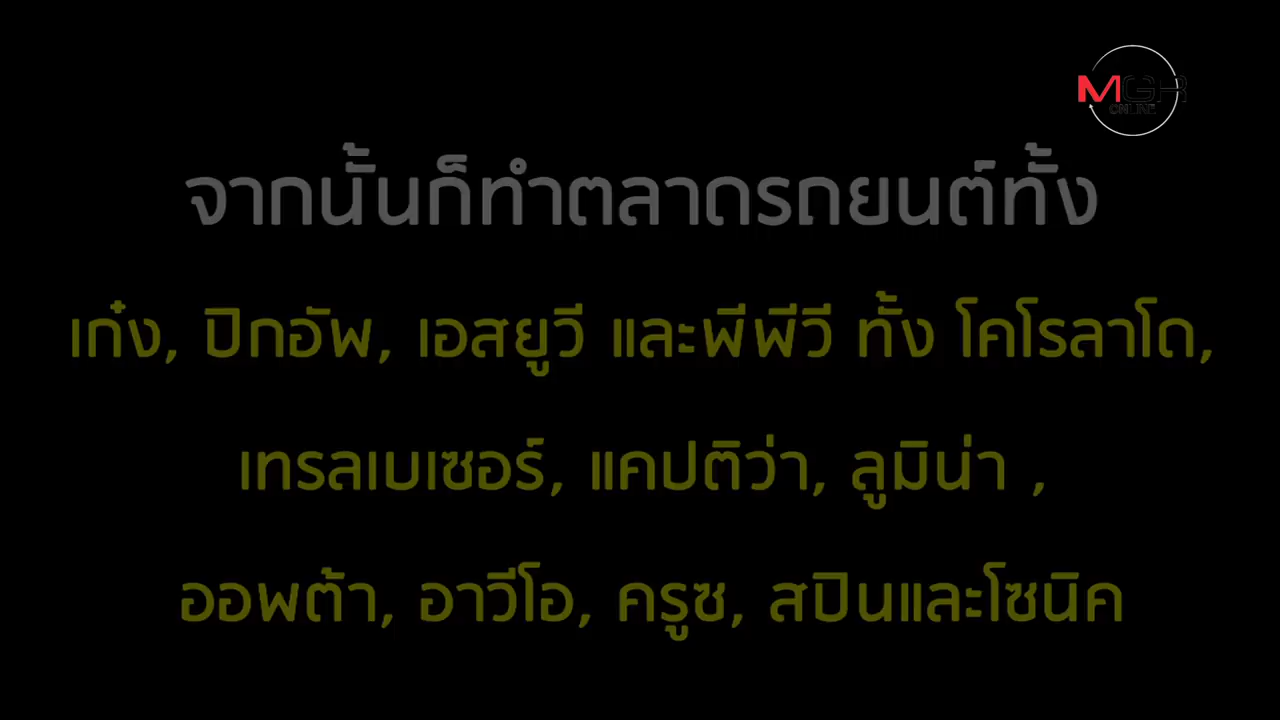 MGR
ONLINE
จากนั้นก็ทำตลาดรถยนต์ทั้ง
เก๋ง, ปิกอัพ, เอสยูวี และพีพีวี ทั้ง โคโรลาโด,
เทรลเบเซอร์, แคปติว่า, ลูมิน่า ,
ออพต้า, อาวีโอ, ครูซ, สปินและโซนิค